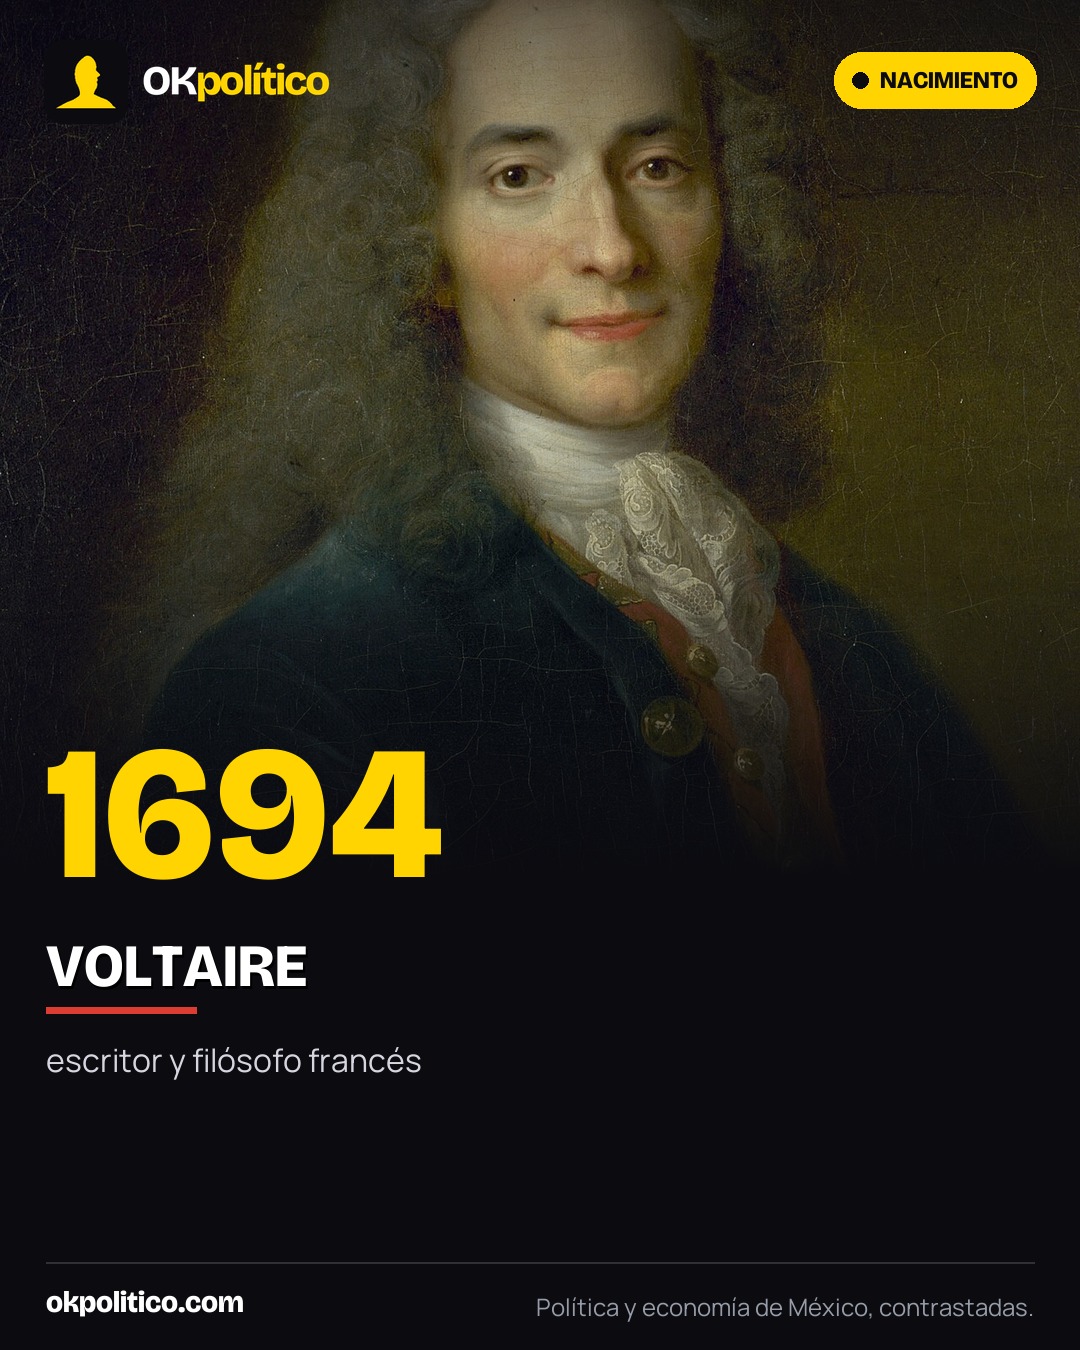 OKpolítico
NACIMIENTO
1694
VOLTAIRE
escritor y filósofo francés
okpolitico.com
Política y economía de México, contrastadas.